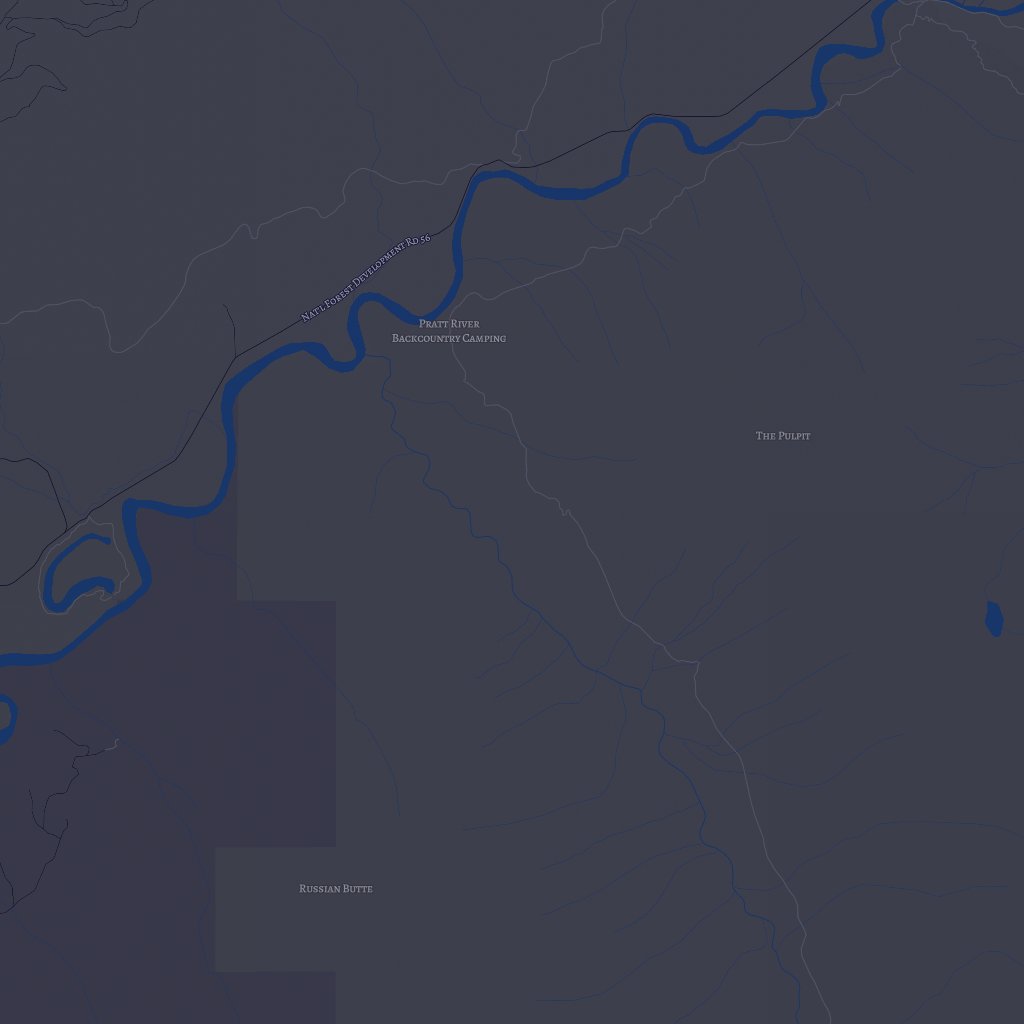 Nat'l Forest Development Rd 56
Pratt River
Backcountry Camping
The Pulpit
Russian Butte